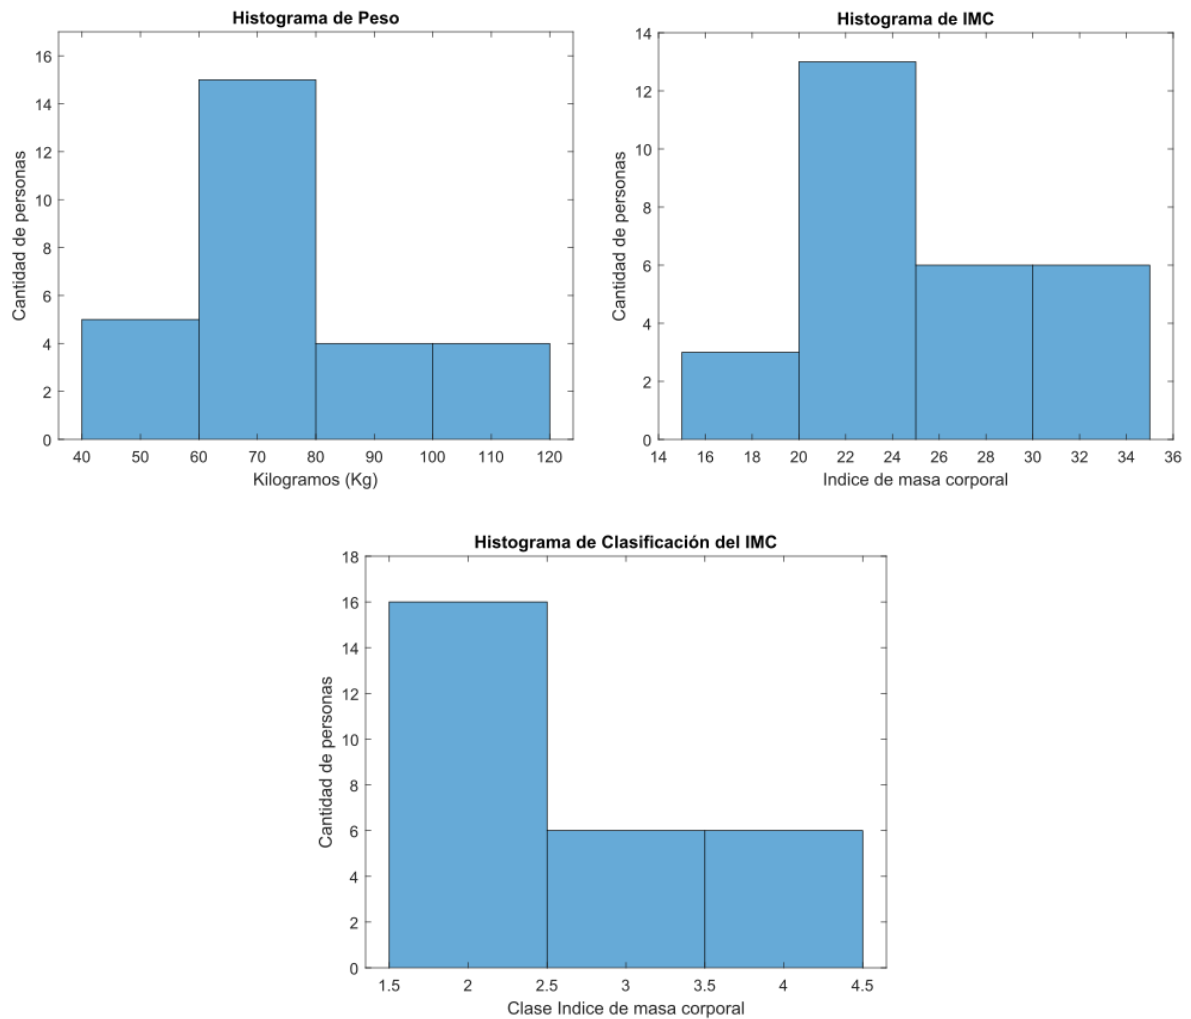 Histograma de Peso
16
14
12
10
8
6
4
2
0
Cantidad de personas
40 50 60 70 80 90 100 110 120
Kilogramos (Kg)
Histograma de IMC
14
12
10
8
6
4
2
0
Cantidad de personas
14 16 18 20 22 24 26 28 30 32 34 36
Indice de masa corporal
Histograma de Clasificación del IMC
18
16
14
12
10
8
6
4
2
0
Cantidad de personas
1.5 2 2.5 3 3.5 4 4.5
Clase Indice de masa corporal